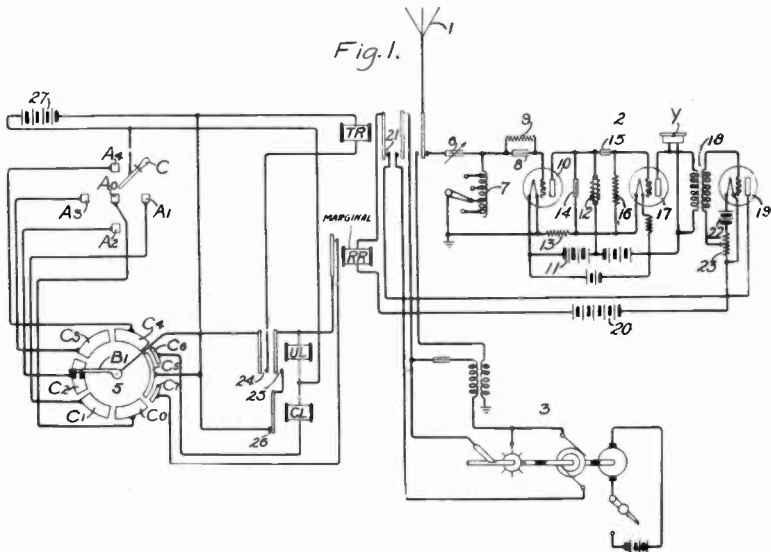 Fig. 1.
1
27
A4
C
A0
A3
A1
A2
TR
21
6
9
8
7
10
2
15
Y
18
14
12
16
17
13
11
22
23
19
MARGINAL
RR
20
C3
C4
C6
B1
C5
5
C2
C7
C1
C0
24
25
UL
CL
26
3